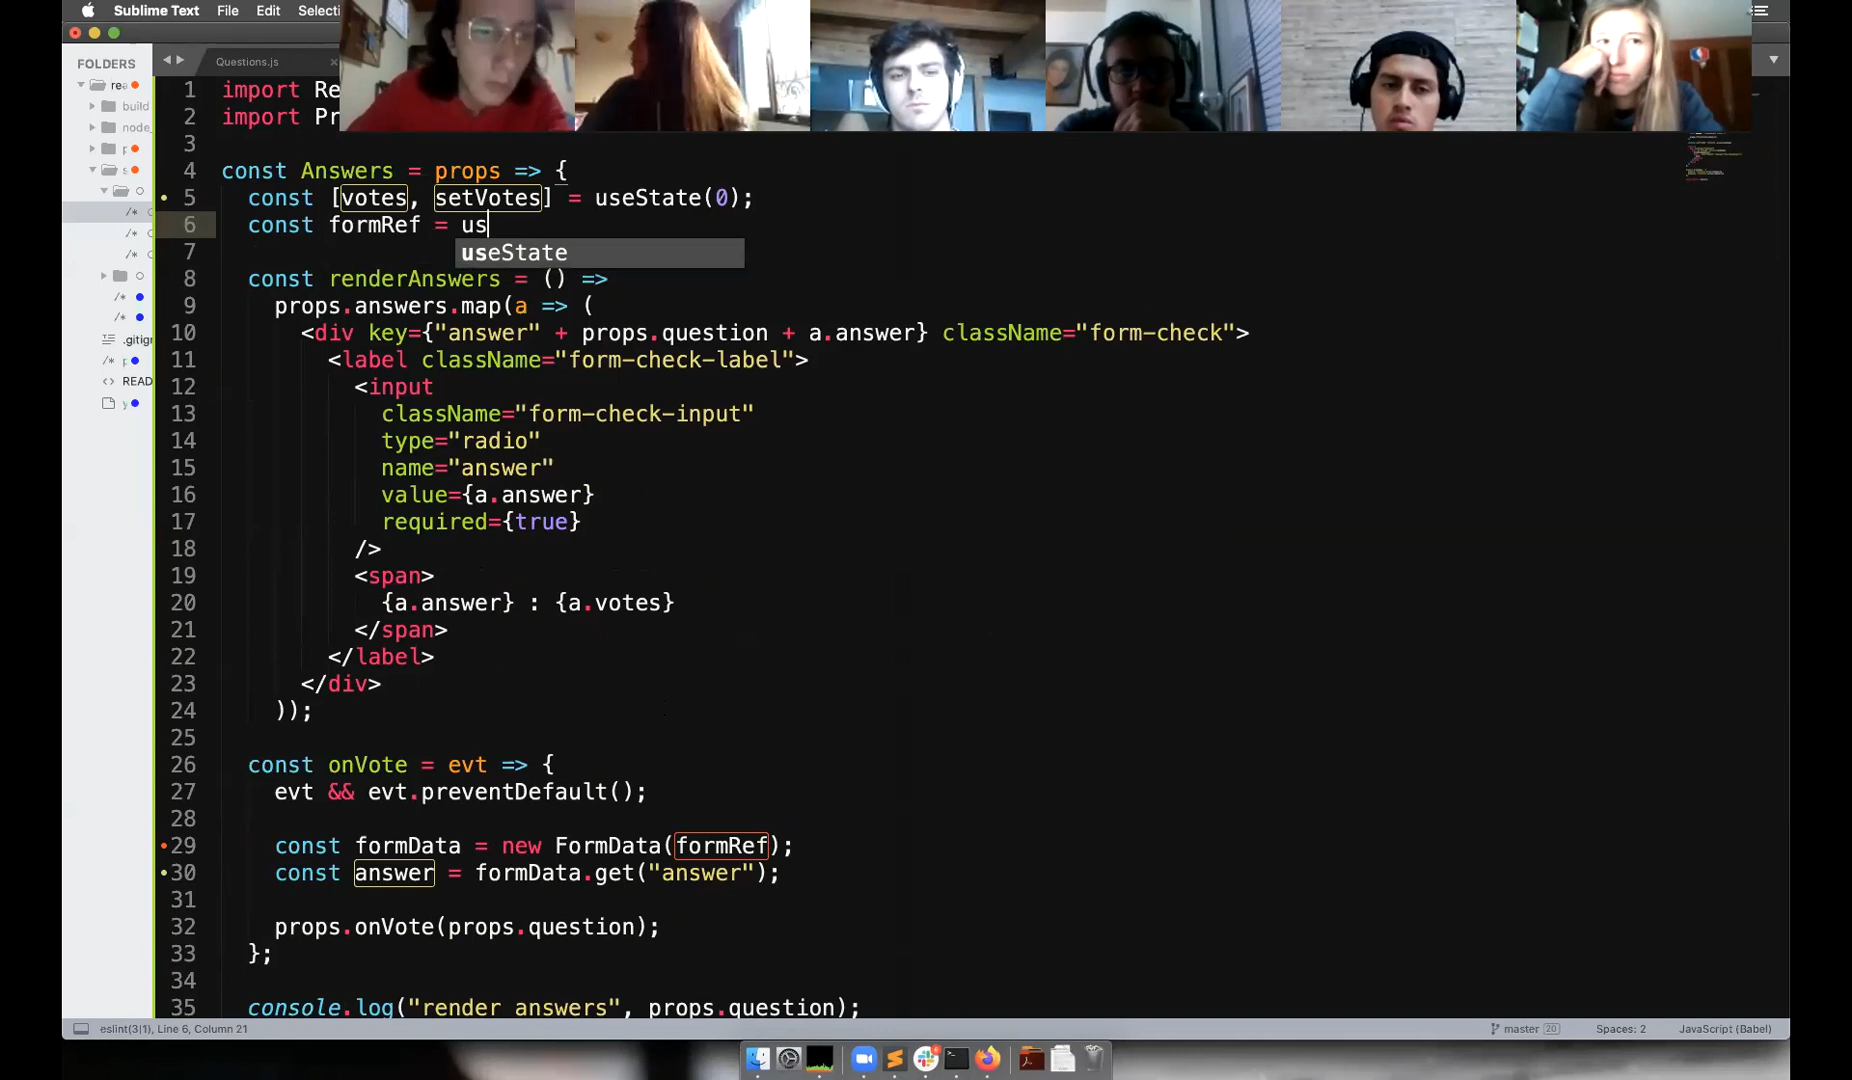 Sublime Text File Edit Selecti
FOLDERS
Questions.js
re
build
node_
p
s
.gitign
p
READ
y
1 import Re
2 import Pr
3
4 const Answers = props => {
5 const [votes, setVotes] = useState(0);
6 const formRef = us
useState
7
8 const renderAnswers = () =>
9 props.answers.map(a => (
10 <div key={"answer" + props.question + a.answer} className="form-check">
11 <label className="form-check-label">
12 <input
13 className="form-check-input"
14 type="radio"
15 name="answer"
16 value={a.answer}
17 required={true}
18 />
19 <span>
20 {a.answer} : {a.votes}
21 </span>
22 </label>
23 </div>
24 ));
25
26 const onVote = evt => {
27 evt && evt.preventDefault();
28
29 const formData = new FormData(formRef);
30 const answer = formData.get("answer");
31
32 props.onVote(props.question);
33 };
34
35 console.log("render answers", props.question);
eslint(3|1), Line 6, Column 21 master 20 Spaces: 2 JavaScript (Babel)